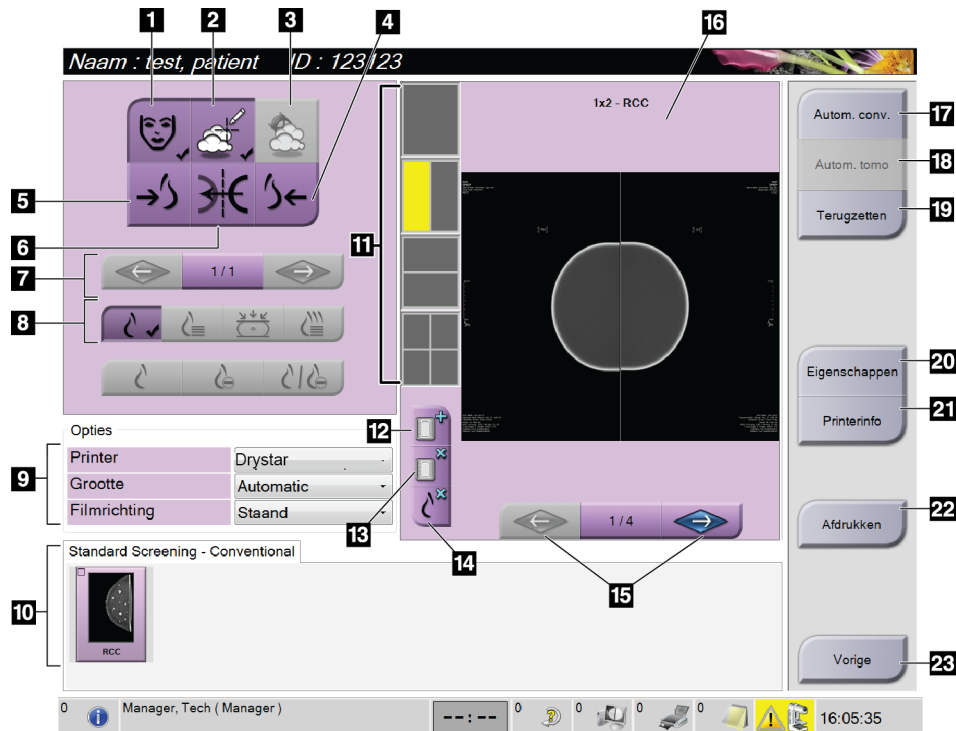 1 2 3 4 16
Naam : test, patient ID : 123123
1x2 - RCC
Autom. conv. 17
Autom. tomo 18
5
Terugzetten 19
6
11
7 1 / 1
8
20
Eigenschappen
Printerinfo 21
Opties
12
Printer Drystar
9 Grootte Automatic
Filmrichting Staand
13
14
1 / 4
15
22
Afdrukken
Standard Screening - Conventional
10
RCC
Vorige 23
0 Manager, Tech ( Manager ) --:-- 0 0 0 0 16:05:35